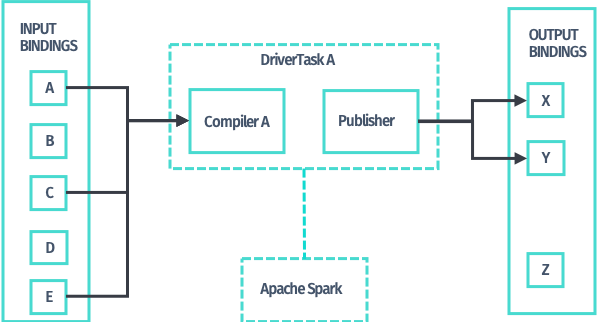 INPUT
BINDINGS
A
B
C
D
E
DriverTask A
Compiler A
Publisher
Apache Spark
OUTPUT
BINDINGS
X
Y
Z